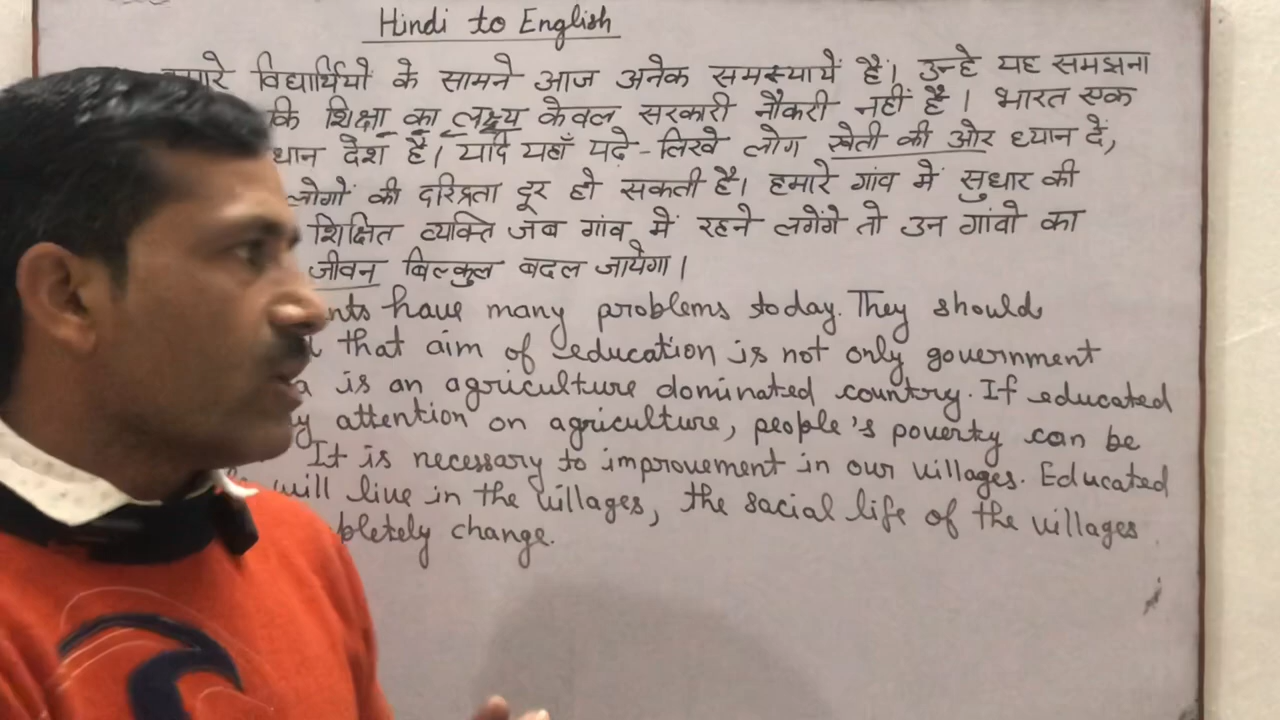 Hindi to English
विद्यार्थियों के सामने आज अनेक समस्यायें हैं। उन्हे यह समझना
कि शिक्षा का लक्ष्य केवल सरकारी नौकरी नहीं है। भारत एक
देश है। यदि यहाँ पढे-लिखे लोग खेती की ओर ध्यान दें,
लोगों की दरिद्रता दूर हो सकती है। हमारे गांव में सुधार की
शिक्षित व्यक्ति जब गांव में रहने लगेंगे तो उन गांवो का
जीवन बिल्कुल बदल जायेगा।
have many problems today. They should
that aim of education is not only government
is an agriculture dominated country. If educated
attention on agriculture, people's poverty can be
It is necessary to improvement in our villages. Educated
will live in the villages, the sacial life of the villages
change.